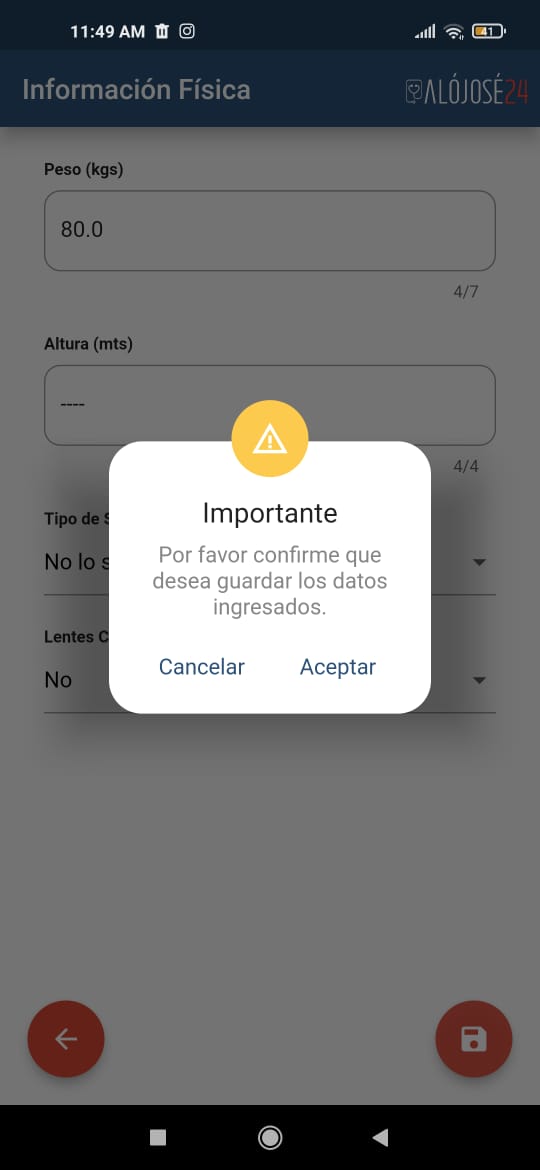 11:49 AM
41
Información Física
ALÓJOSÉ24
Peso (kgs)
80.0
4/7
Altura (mts)
----
4/4
Tipo de S
No lo s
Lentes C
No
Importante
Por favor confirme que
desea guardar los datos
ingresados.
Cancelar Aceptar